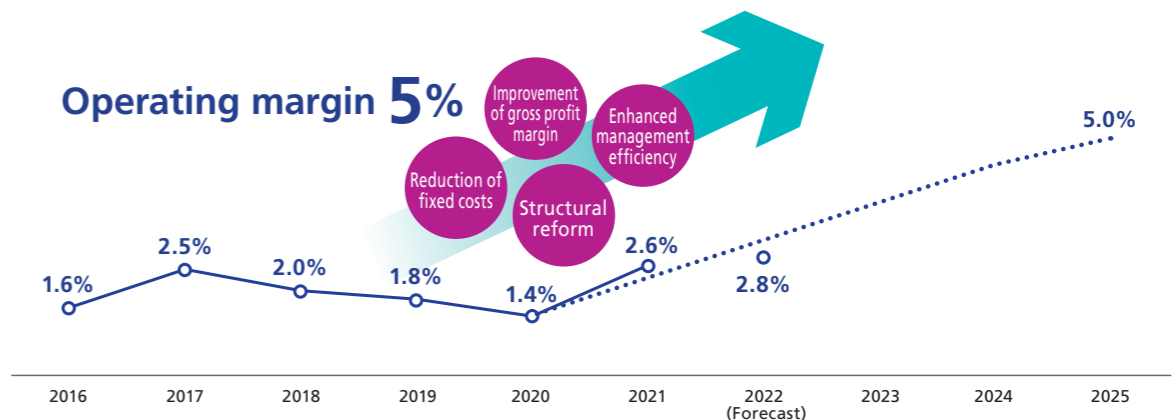 Operating margin 5%
Improvement
of gross profit
margin
Enhanced
management
efficiency
Reduction of
fixed costs
Structural
reform
1.6%
2.5%
2.0%
1.8%
1.4%
2.6%
2.8%
5.0%
2016 2017 2018 2019 2020 2021 2022 2023 2024 2025
(Forecast)